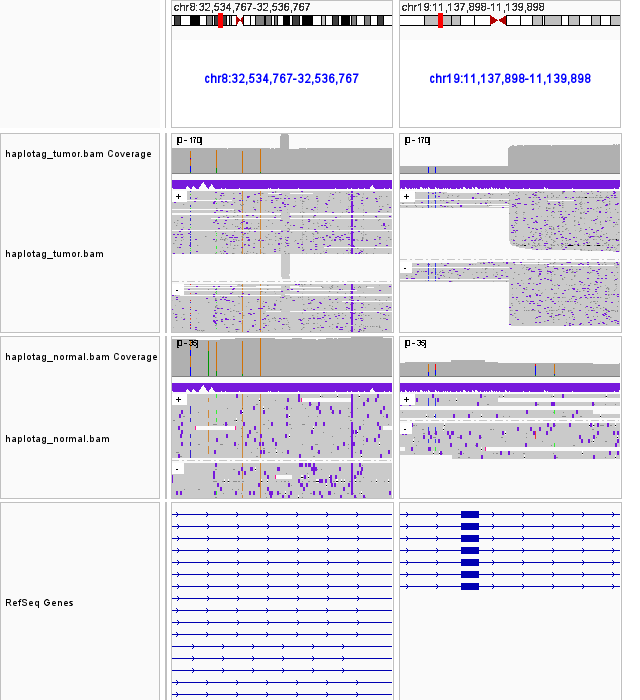 chr8:32,534,767-32,536,767
chr19:11,137,898-11,139,898
chr8:32,534,767-32,536,767
chr19:11,137,898-11,139,898
haplotag_tumor.bam Coverage
[0 - 170]
[0 - 170]
haplotag_tumor.bam
+
+
-
-
haplotag_normal.bam Coverage
[0 - 35]
[0 - 35]
haplotag_normal.bam
+
+
-
-
RefSeq Genes